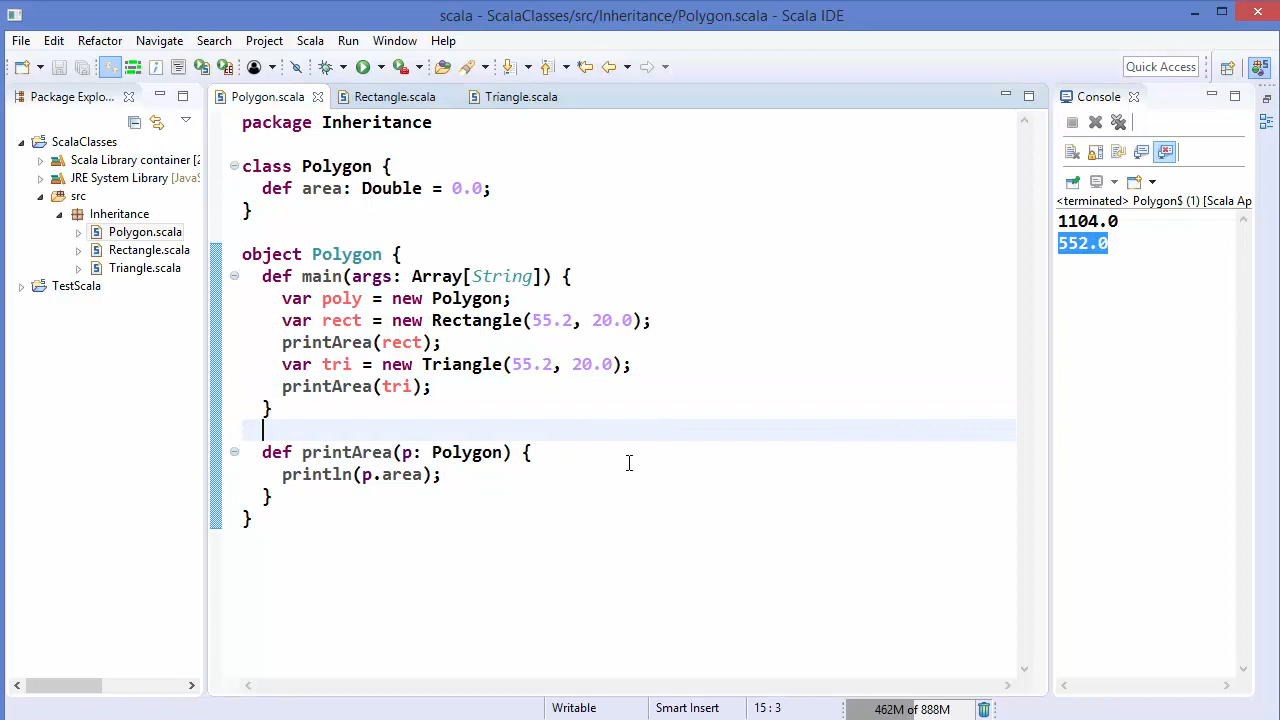 scala - ScalaClasses/src/Inheritance/Polygon.scala - Scala IDE
File Edit Refactor Navigate Search Project Scala Run Window Help
Quick Access
Package Explo...
ScalaClasses
Scala Library container [2
JRE System Library [JavaS
src
Inheritance
Polygon.scala
Rectangle.scala
Triangle.scala
TestScala
Polygon.scala Rectangle.scala Triangle.scala
package Inheritance
class Polygon {
def area: Double = 0.0;
}
object Polygon {
def main(args: Array[String]) {
var poly = new Polygon;
var rect = new Rectangle(55.2, 20.0);
printArea(rect);
var tri = new Triangle(55.2, 20.0);
printArea(tri);
}
def printArea(p: Polygon) {
println(p.area);
}
}
Console
<terminated> Polygon$ (1) [Scala Ap
1104.0
552.0
Writable Smart Insert 15 : 3 462M of 888M